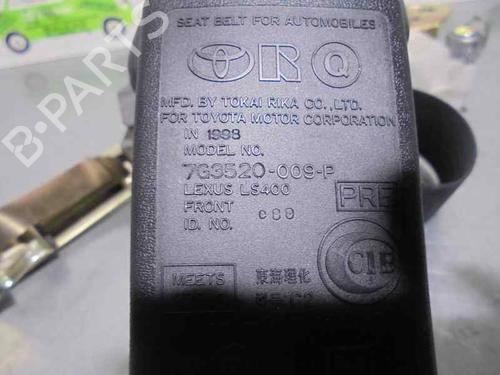 SEAT BELT FOR AUTOMOBILES
Q
MFD. BY TOKAI RIKA CO., LTD.
FOR TOYOTA MOTOR CORPORATION
IN 1998
MODEL NO.
7G3520-009-P
LEXUS LS400
FRONT
PRE
ID. NO.
MEETS
東海理化
B-PARTS